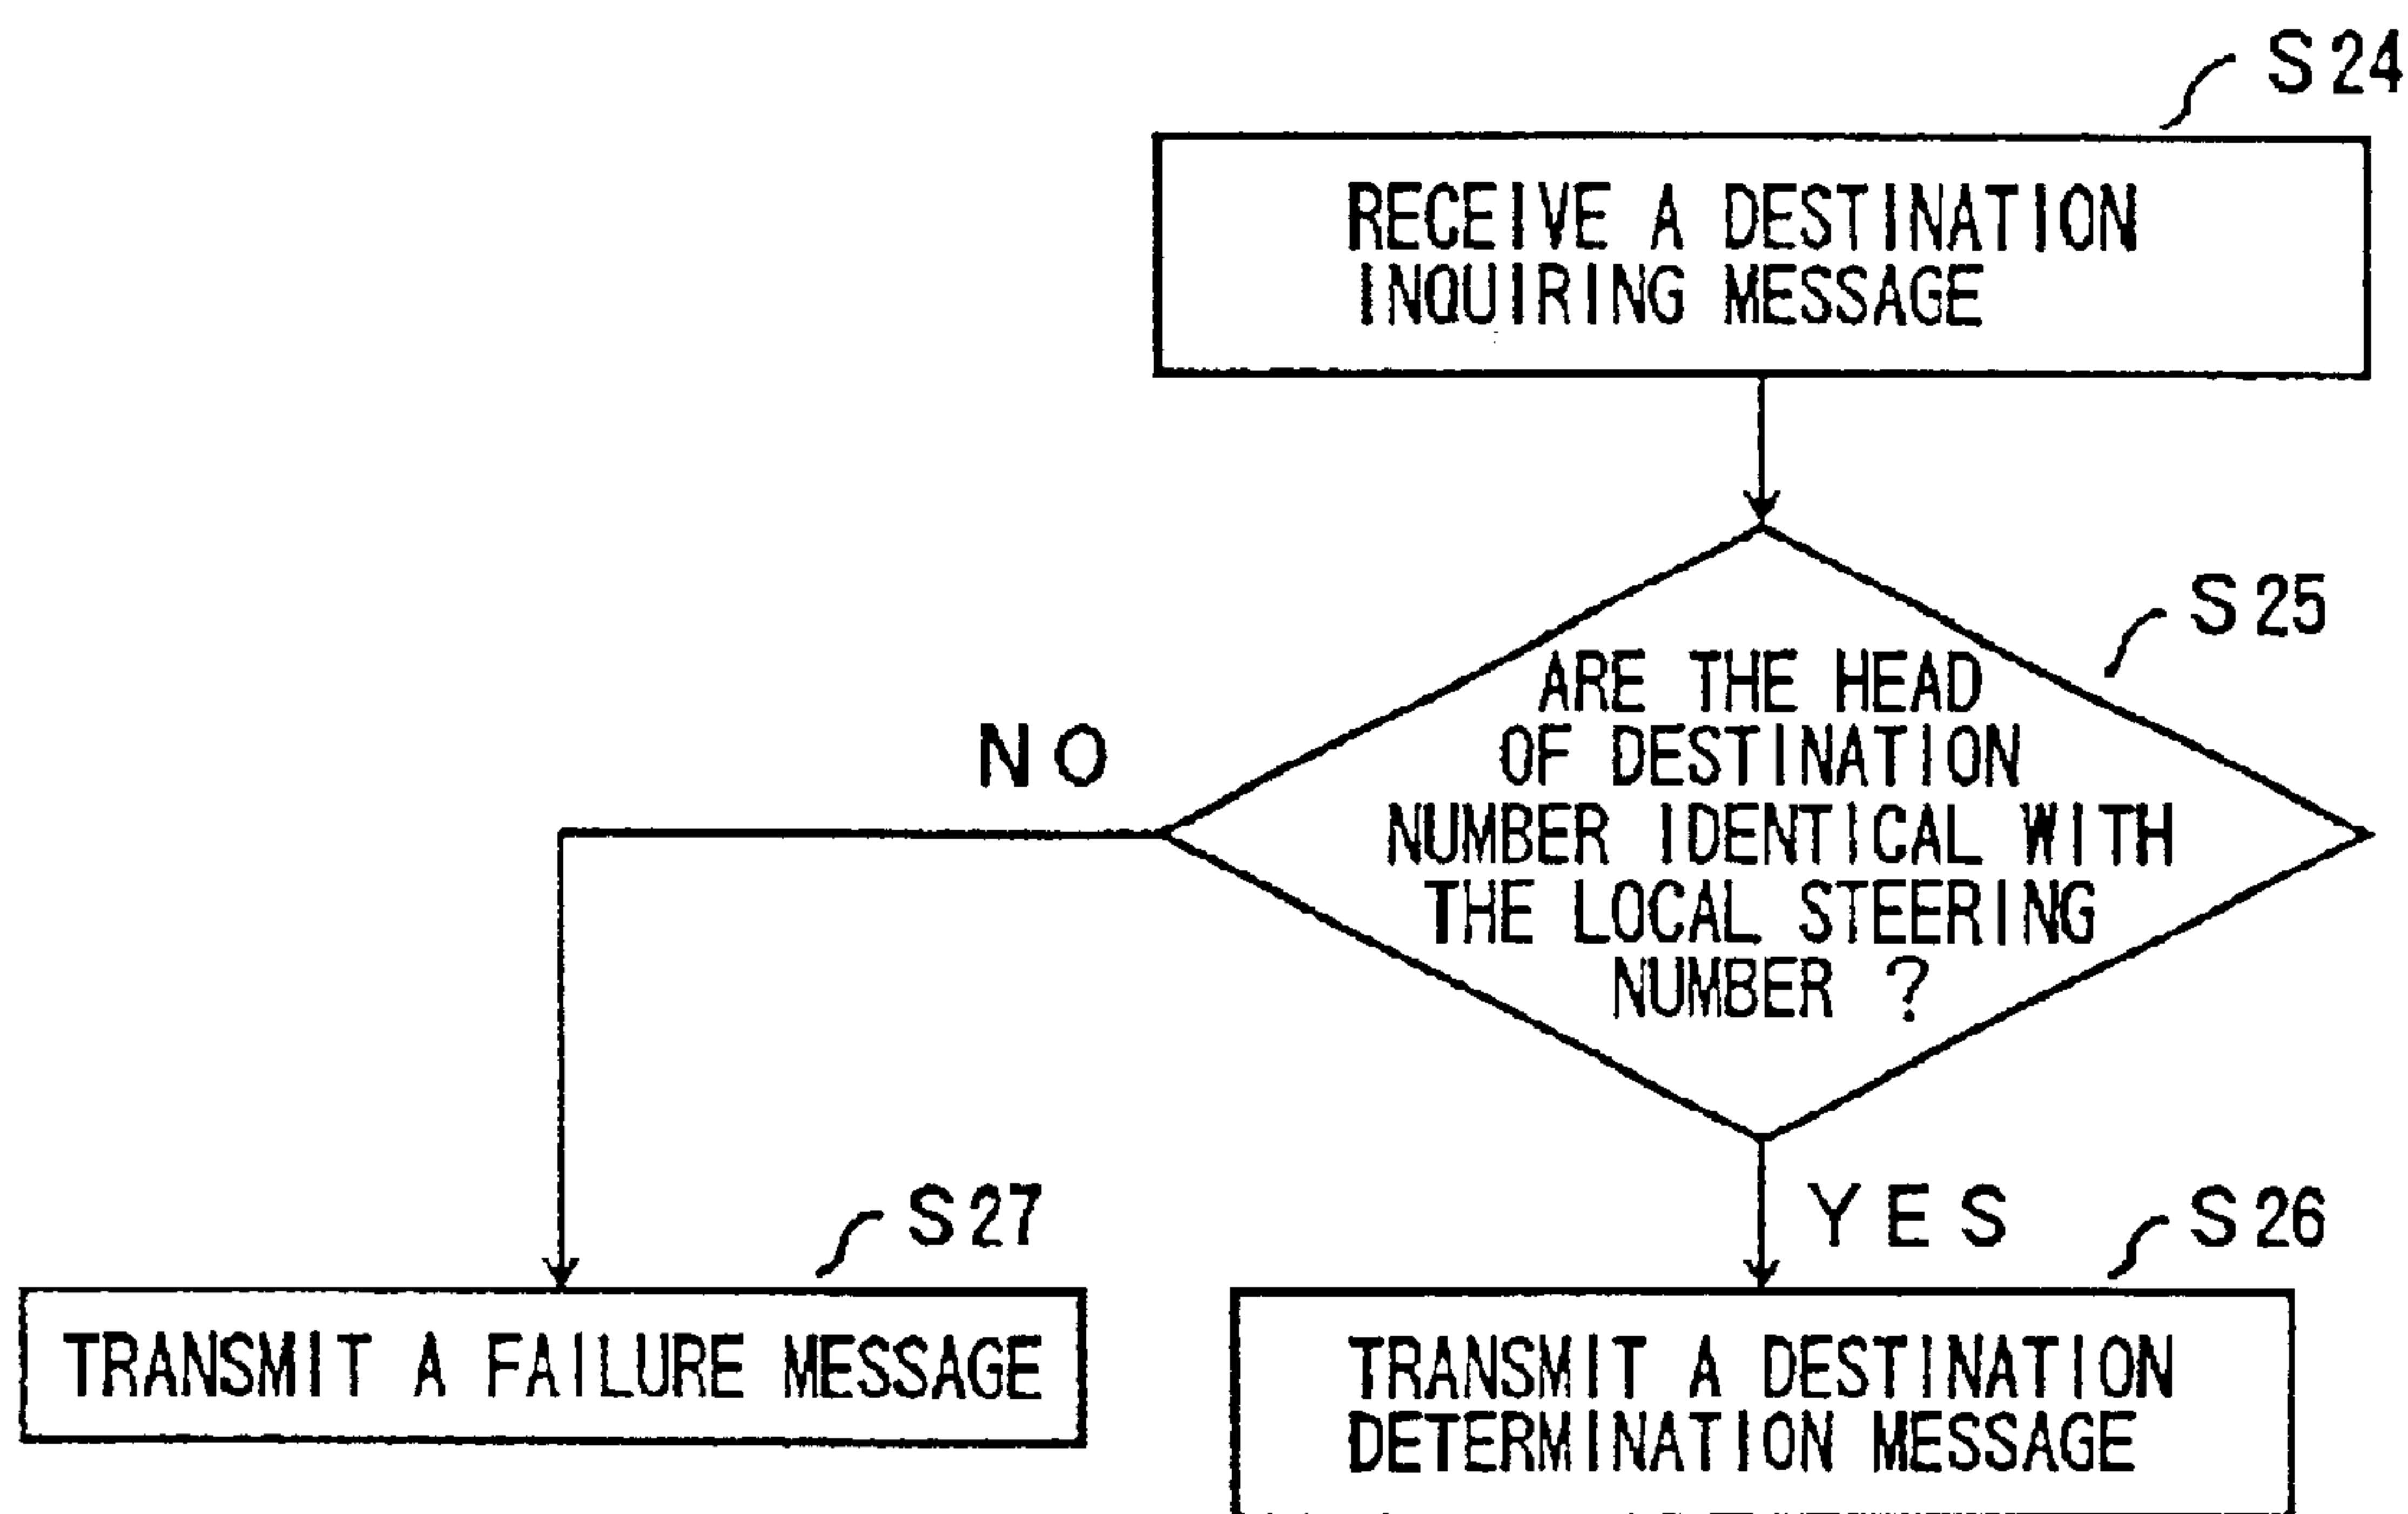 S24
RECEIVE A DESTINATION
INQUIRING MESSAGE
S25
ARE THE HEAD
OF DESTINATION
NUMBER IDENTICAL WITH
THE LOCAL STEERING
NUMBER ?
NO
YES
S27
TRANSMIT A FAILURE MESSAGE
S26
TRANSMIT A DESTINATION
DETERMINATION MESSAGE